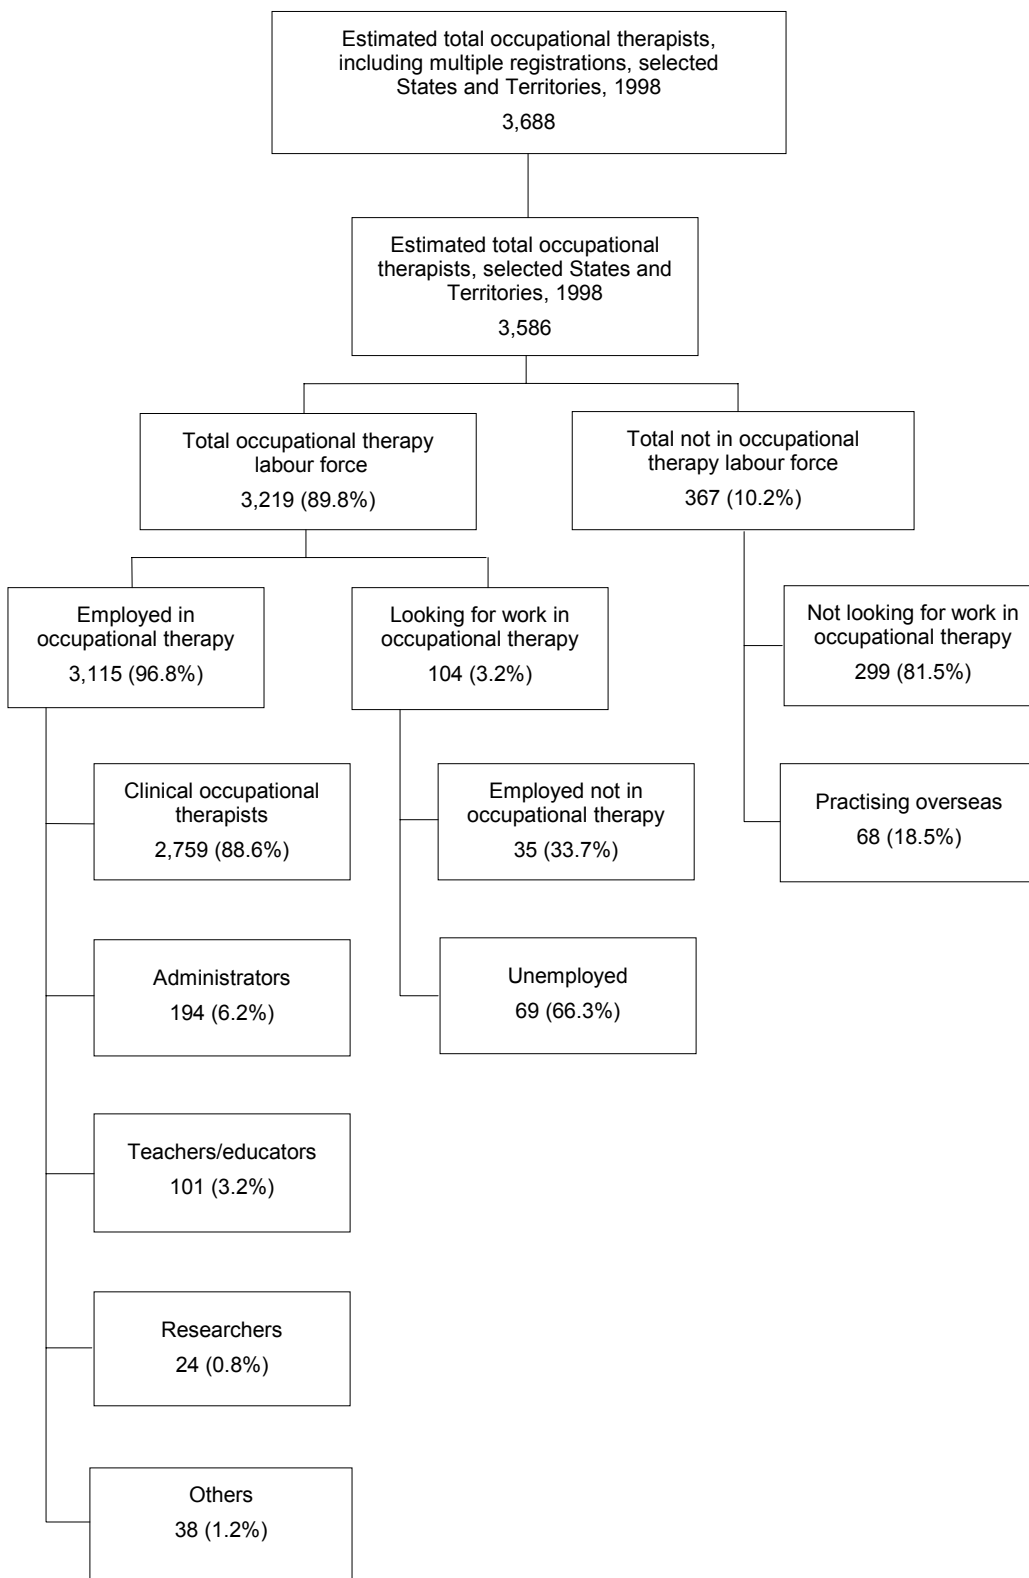 Estimated total occupational therapists,
including multiple registrations, selected
States and Territories, 1998
3,688
Estimated total occupational
therapists, selected States and
Territories, 1998
3,586
Total occupational therapy
labour force
3,219 (89.8%)
Total not in occupational
therapy labour force
367 (10.2%)
Employed in
occupational therapy
3,115 (96.8%)
Looking for work in
occupational therapy
104 (3.2%)
Not looking for work in
occupational therapy
299 (81.5%)
Clinical occupational
therapists
2,759 (88.6%)
Employed not in
occupational therapy
35 (33.7%)
Practising overseas
68 (18.5%)
Administrators
194 (6.2%)
Unemployed
69 (66.3%)
Teachers/educators
101 (3.2%)
Researchers
24 (0.8%)
Others
38 (1.2%)